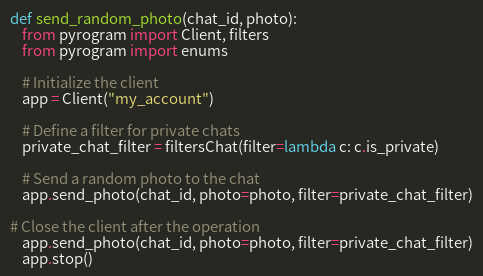 def send_random_photo(chat_id, photo):
    from pyrogram import Client, filters
    from pyrogram import enums
    # Initialize the client
    app = Client("my_account")
    # Define a filter for private chats
    private_chat_filter = filtersChat(filter=lambda c: c.is_private)
    # Send a random photo to the chat
    app.send_photo(chat_id, photo=photo, filter=private_chat_filter)
# Close the client after the operation
    app.send_photo(chat_id, photo=photo, filter=private_chat_filter)
    app.stop()